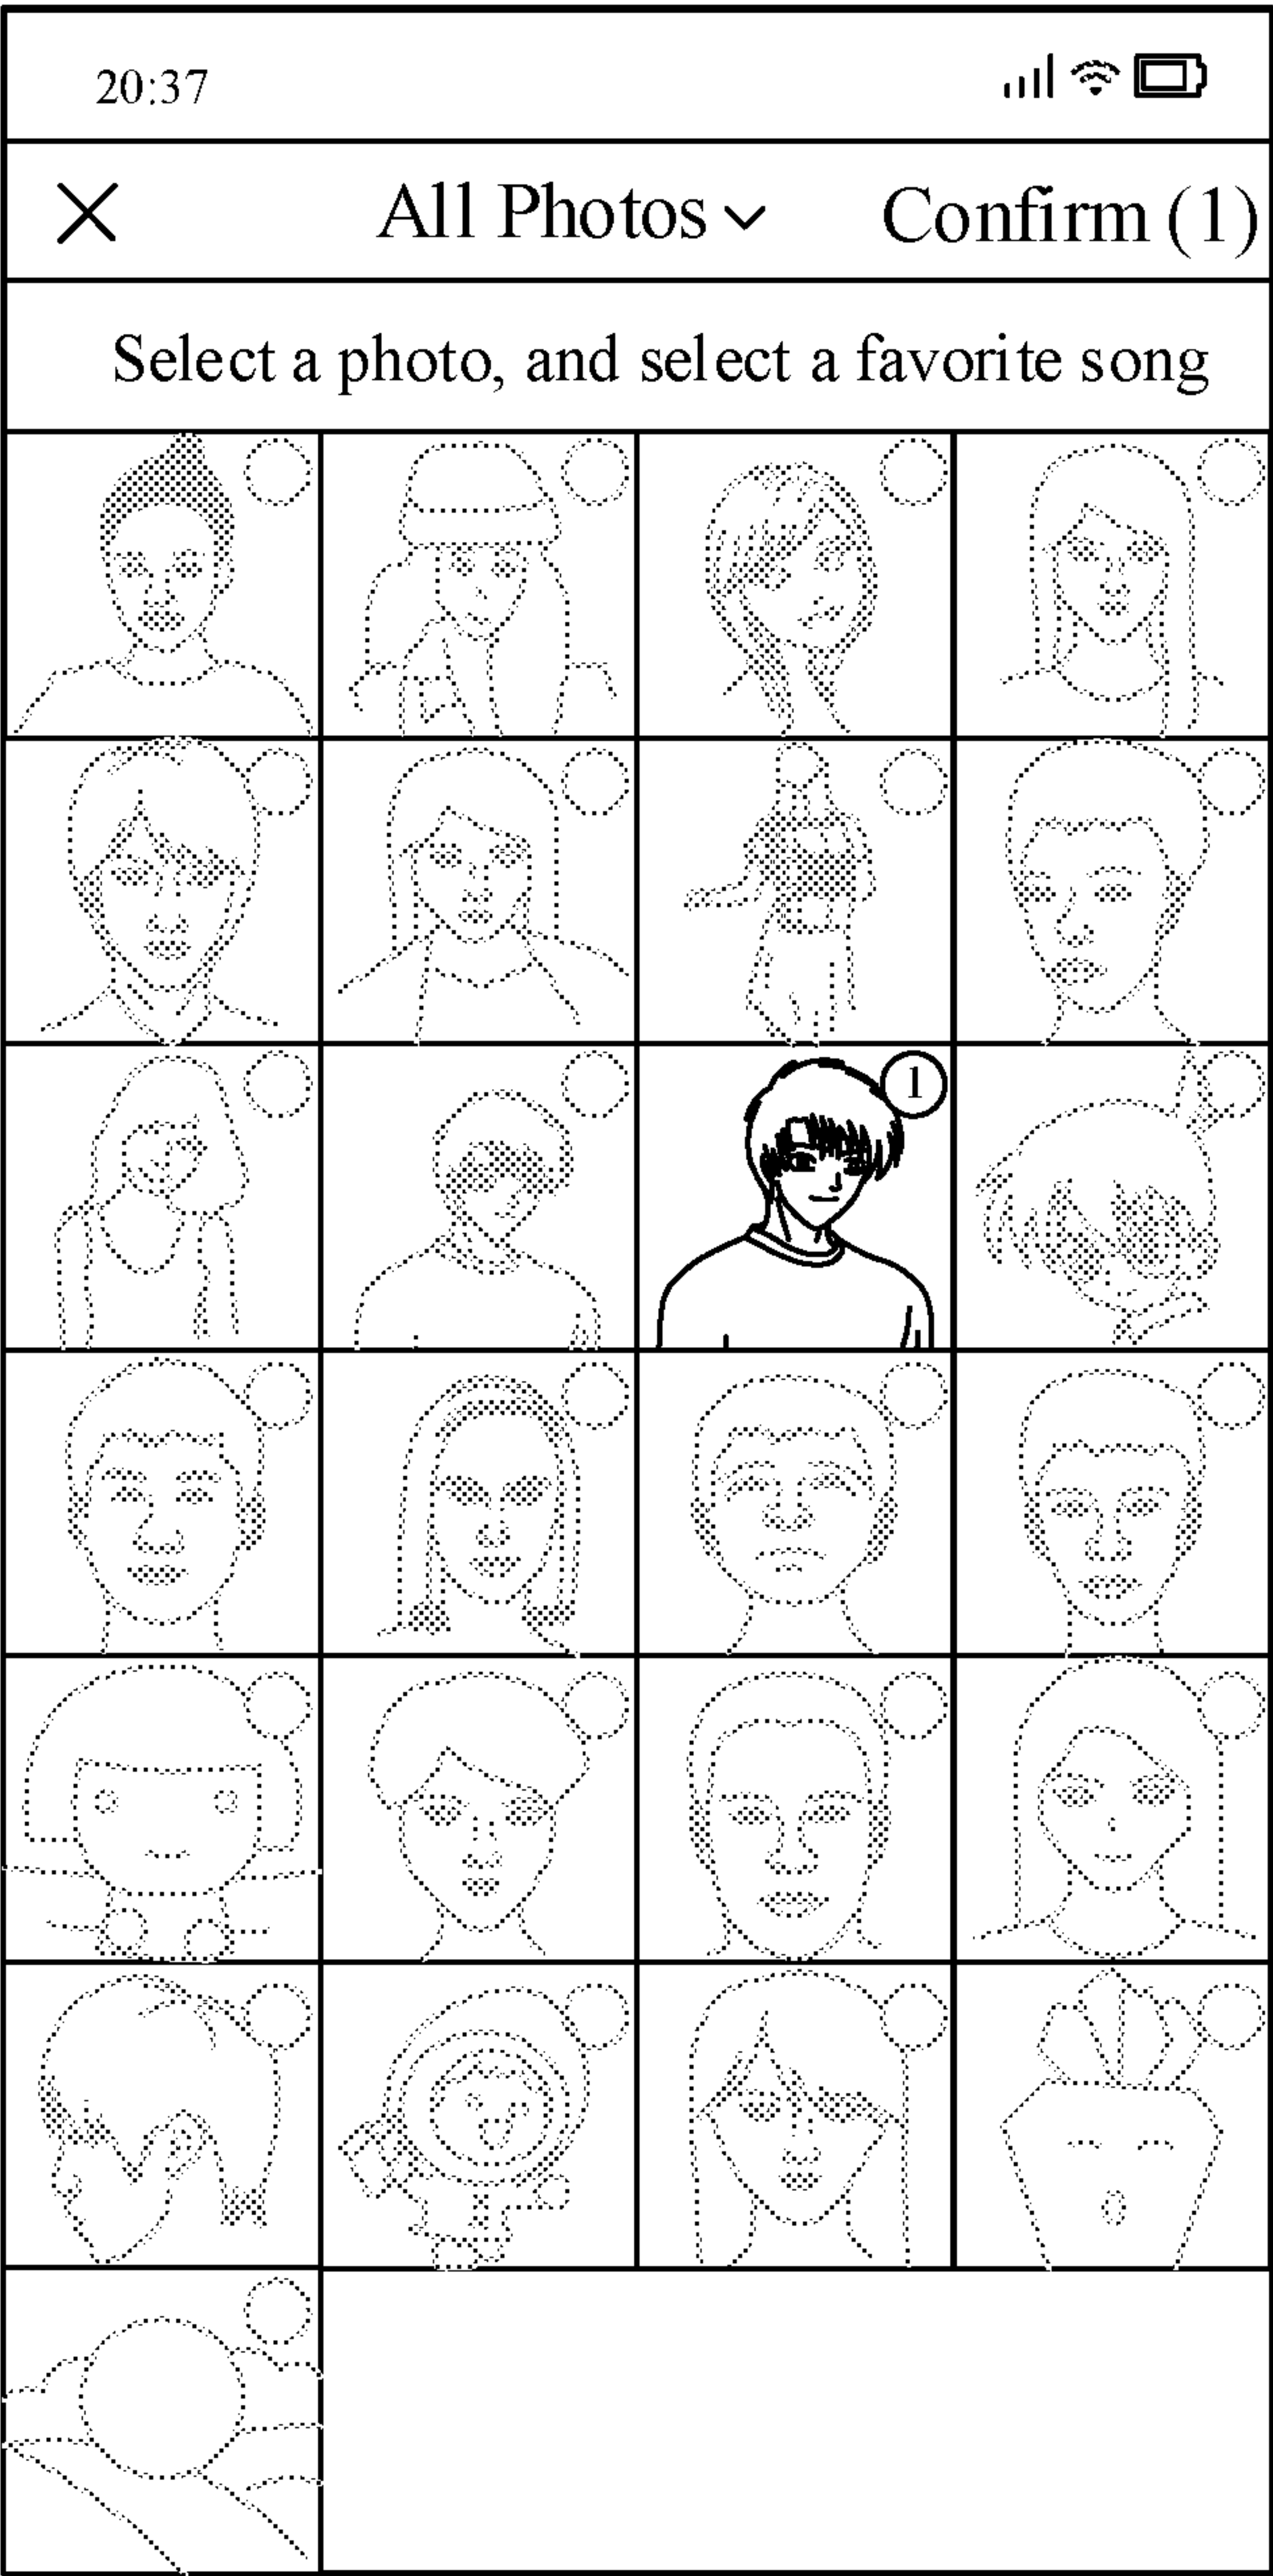 20:37
All Photos Confirm (1)
Select a photo, and select a favorite song
1